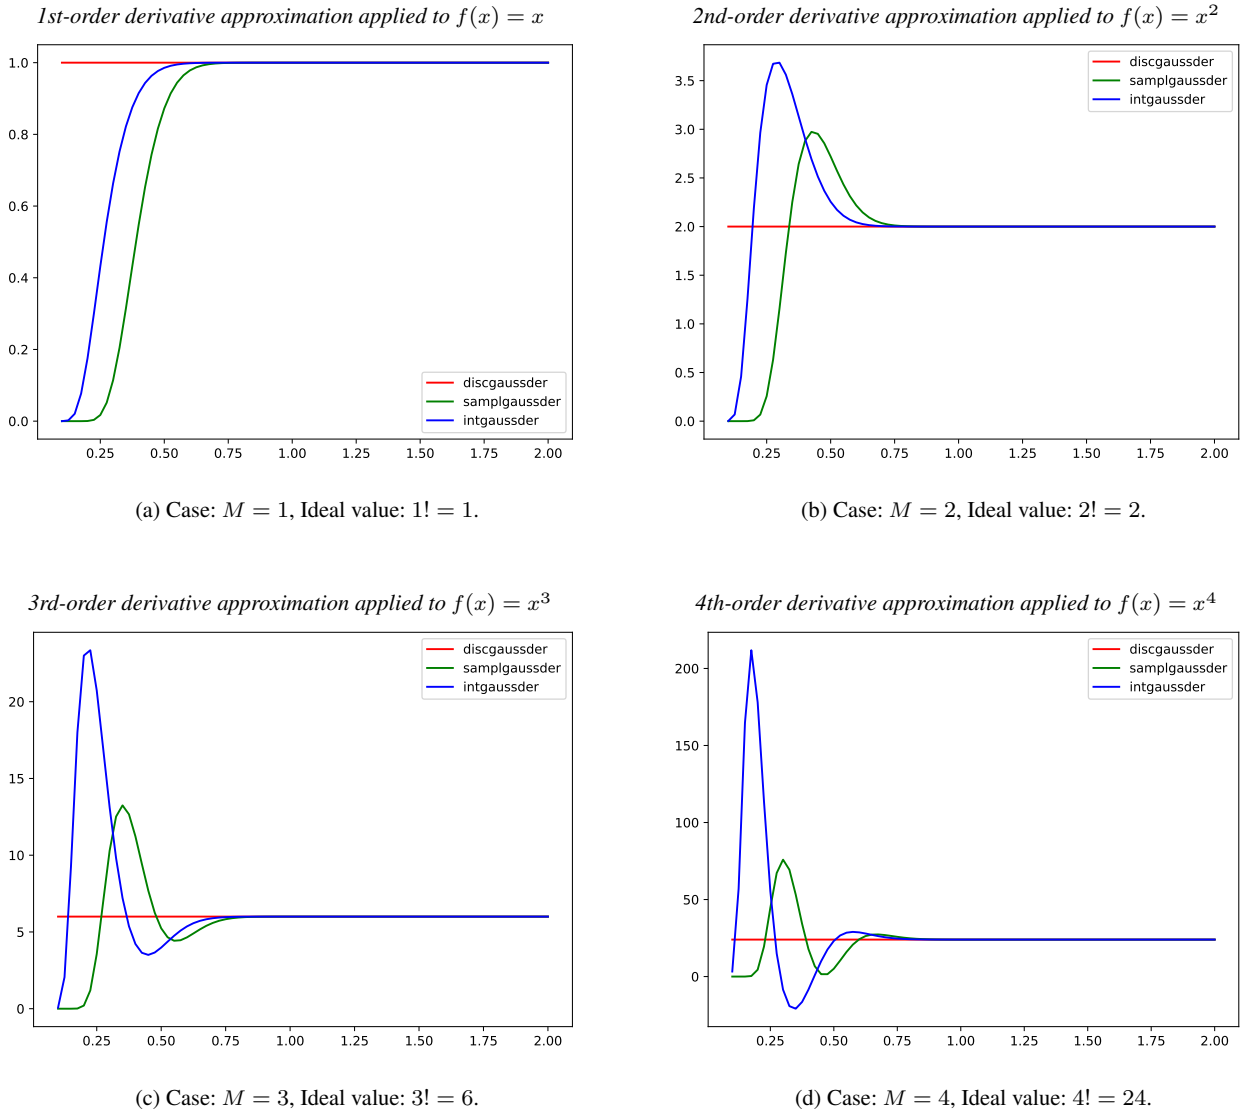 1st-order derivative approximation applied to f(x) = x
1.0
0.8
0.6
0.4
0.2
0.0
discgaussder
samplgaussder
intgaussder
0.25 0.50 0.75 1.00 1.25 1.50 1.75 2.00
(a) Case: M = 1, Ideal value: 1! = 1.
2nd-order derivative approximation applied to f(x) = x²
discgaussder
samplgaussder
intgaussder
3.5
3.0
2.5
2.0
1.5
1.0
0.5
0.0
0.25 0.50 0.75 1.00 1.25 1.50 1.75 2.00
(b) Case: M = 2, Ideal value: 2! = 2.
3rd-order derivative approximation applied to f(x) = x³
discgaussder
samplgaussder
intgaussder
20
15
10
5
0
0.25 0.50 0.75 1.00 1.25 1.50 1.75 2.00
(c) Case: M = 3, Ideal value: 3! = 6.
4th-order derivative approximation applied to f(x) = x⁴
discgaussder
samplgaussder
intgaussder
200
150
100
50
0
0.25 0.50 0.75 1.00 1.25 1.50 1.75 2.00
(d) Case: M = 4, Ideal value: 4! = 24.